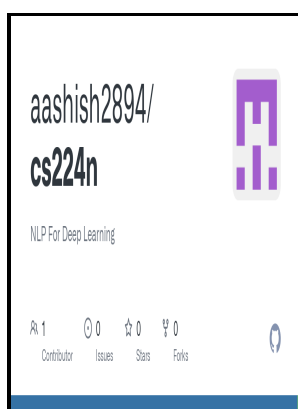 aashish2894/
cs224n
NLP For Deep Learning
1 0 0 0
Contributor Issues Stars Forks